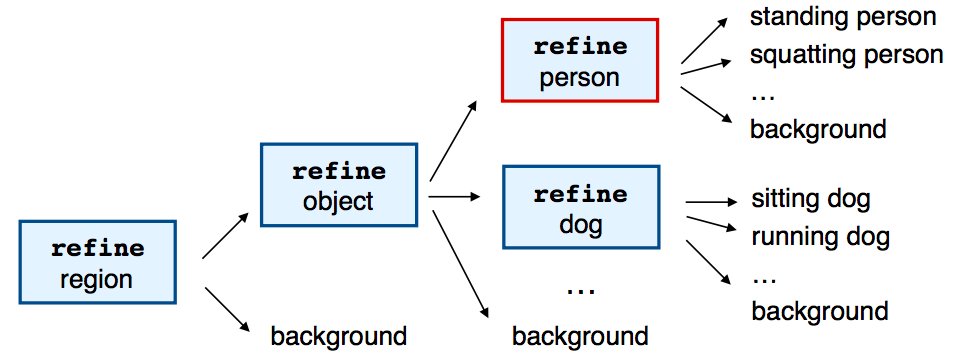 refine
region
refine
object
background
refine
person
refine
dog
...
background
standing person
squatting person
...
background
sitting dog
running dog
...
background